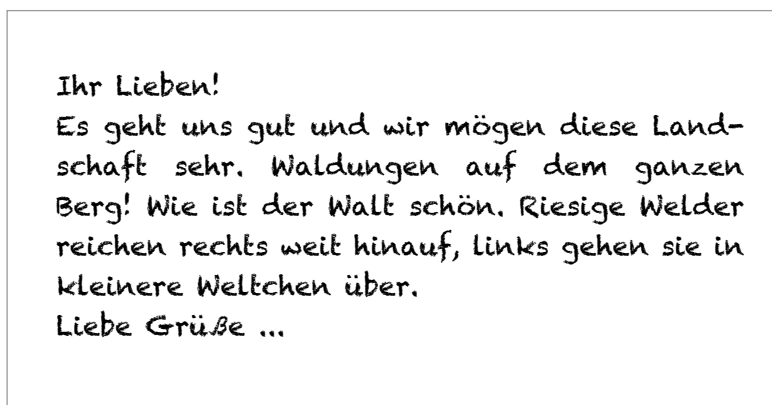 Ihr Lieben!
Es geht uns gut und wir mögen diese Land-
schaft sehr. Waldungen auf dem ganzen
Berg! Wie ist der Walt schön. Riesige Welder
reichen rechts weit hinauf, links gehen sie in
kleinere Weltchen über.
Liebe Grüße ...